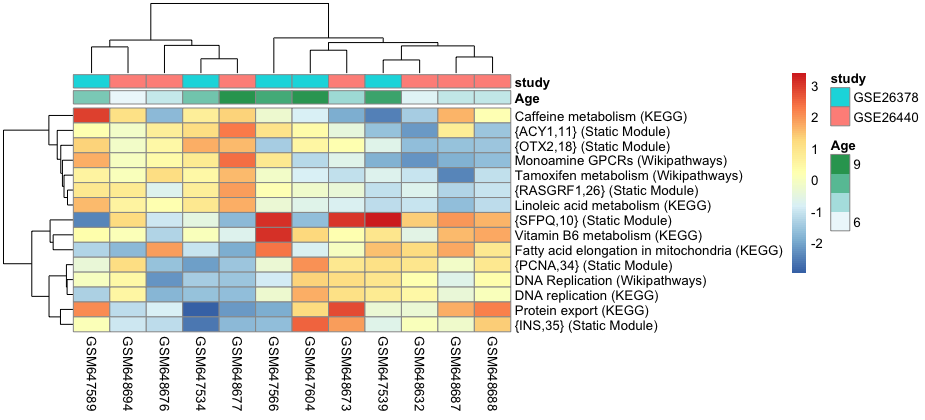 study
Age
Caffeine metabolism (KEGG)
{ACY1,11} (Static Module)
{OTX2,18} (Static Module)
Monoamine GPCRs (Wikipathways)
Tamoxifen metabolism (Wikipathways)
{RASGRF1,26} (Static Module)
Linoleic acid metabolism (KEGG)
{SFPQ,10} (Static Module)
Vitamin B6 metabolism (KEGG)
Fatty acid elongation in mitochondria (KEGG)
{PCNA,34} (Static Module)
DNA Replication (Wikipathways)
DNA replication (KEGG)
Protein export (KEGG)
{INS,35} (Static Module)
GSM647589
GSM648694
GSM648676
GSM647534
GSM648677
GSM647566
GSM647604
GSM648673
GSM647539
GSM648632
GSM648687
GSM648688
3
2
1
0
-1
-2
study
GSE26378
GSE26440
Age
9
6